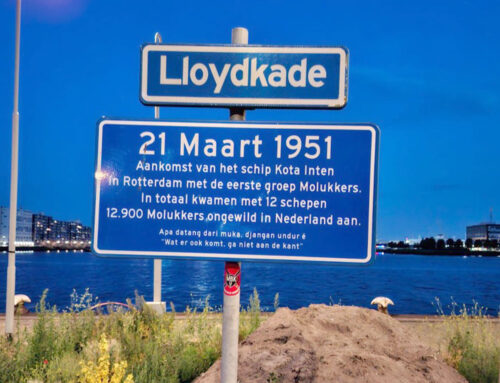 Lloydkade
21 Maart 1951
Aankomst van het schip Kota Inten
in Rotterdam met de eerste groep Molukkers.
In totaal kwamen met 12 schepen
12.900 Molukkers,ongewild in Nederland aan.
Apa datang dari muka, djangan undur é
"Wat er ook komt, ga niet aan de kant"